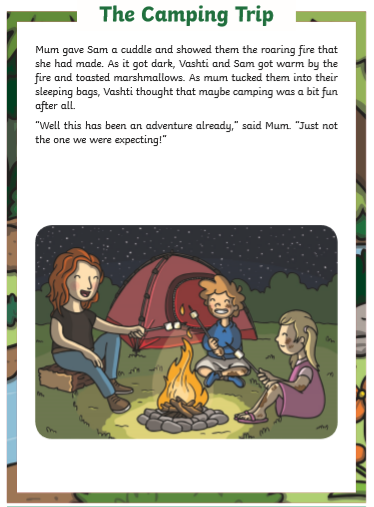 The Camping Trip
Mum gave Sam a cuddle and showed them the roaring fire that
she had made. As it got dark, Vashti and Sam got warm by the
fire and toasted marshmallows. As mum tucked them into their
sleeping bags, Vashti thought that maybe camping was a bit fun
after all.
“Well this has been an adventure already,” said Mum. “Just not
the one we were expecting!”